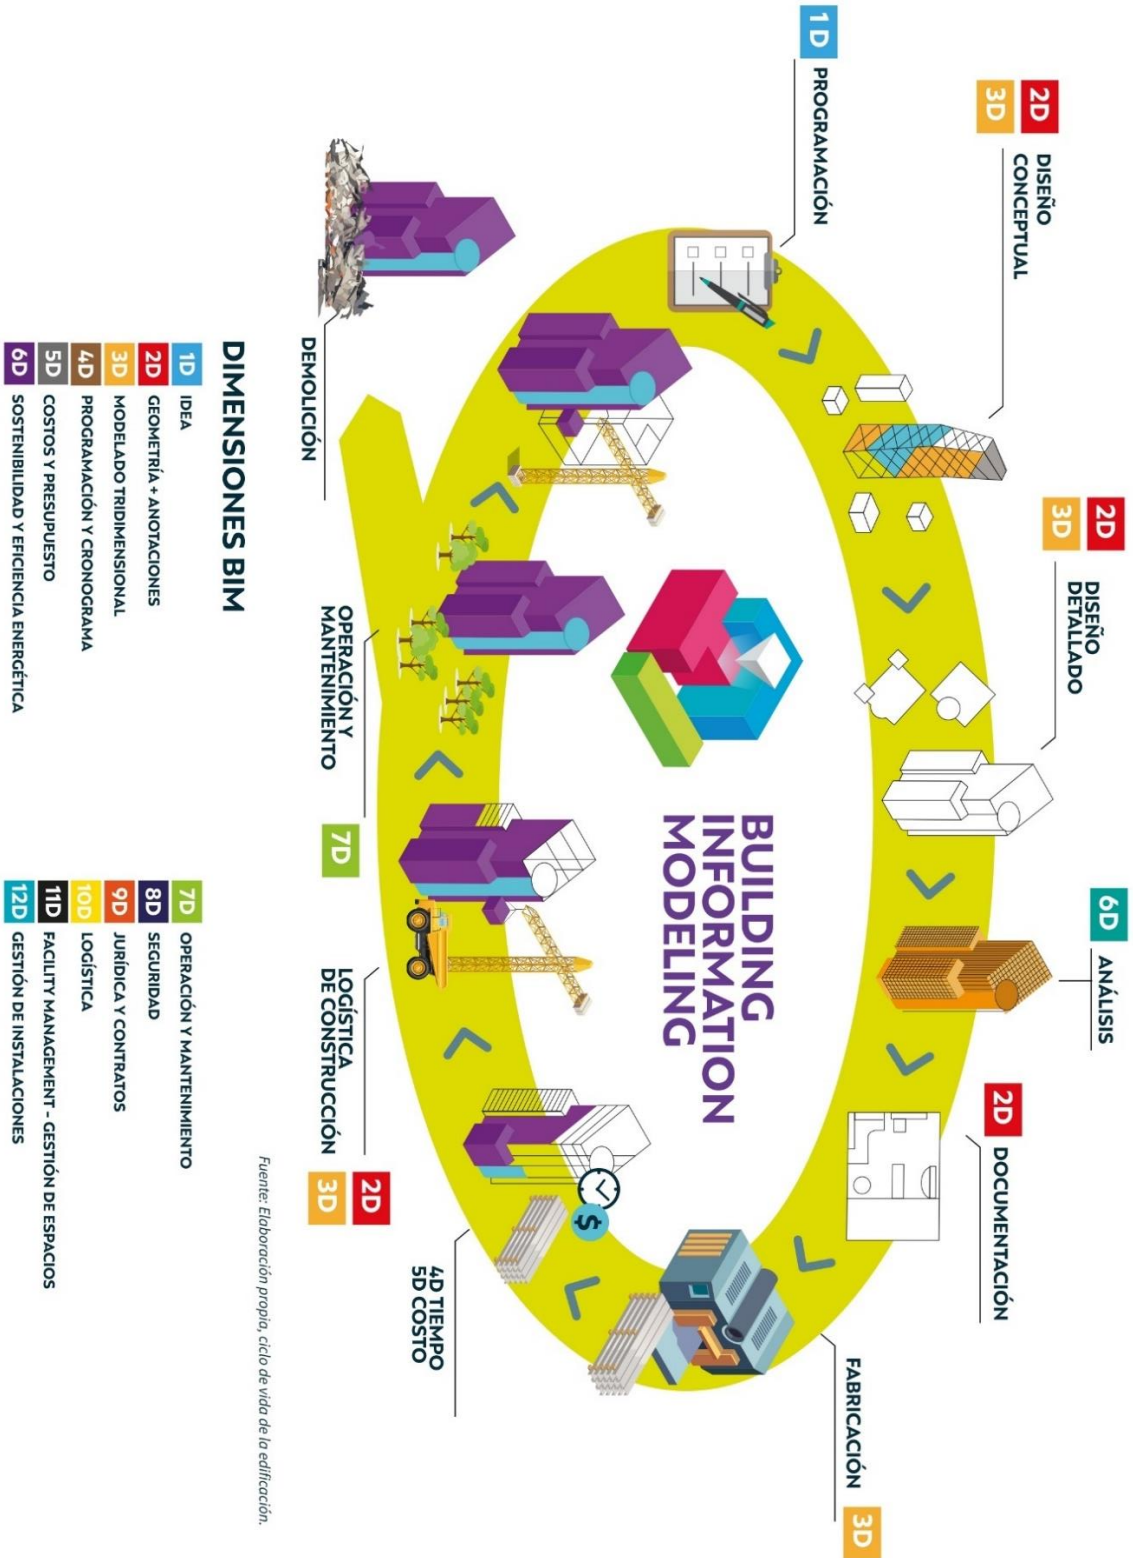 1D PROGRAMACIÓN
2D
3D
DISEÑO
CONCEPTUAL
2D
3D
DISEÑO
DETALLADO
6D ANÁLISIS
2D DOCUMENTACIÓN
FABRICACIÓN 3D
BUILDING
INFORMATION
MODELING
$
4D TIEMPO
5D COSTO
LOGÍSTICA
DE CONSTRUCCIÓN
2D
3D
OPERACIÓN Y
MANTENIMIENTO
7D
DEMOLICIÓN
DIMENSIONES BIM
1D IDEA
2D GEOMETRÍA + ANOTACIONES
3D MODELADO TRIDIMENSIONAL
4D PROGRAMACIÓN Y CRONOGRAMA
5D COSTOS Y PRESUPUESTO
6D SOSTENIBILIDAD Y EFICIENCIA ENERGÉTICA
7D OPERACIÓN Y MANTENIMIENTO
8D SEGURIDAD
9D JURÍDICA Y CONTRATOS
10D LOGÍSTICA
11D FACILITY MANAGEMENT - GESTIÓN DE ESPACIOS
12D GESTIÓN DE INSTALACIONES
Fuente: Elaboración propia, ciclo de vida de la edificación.